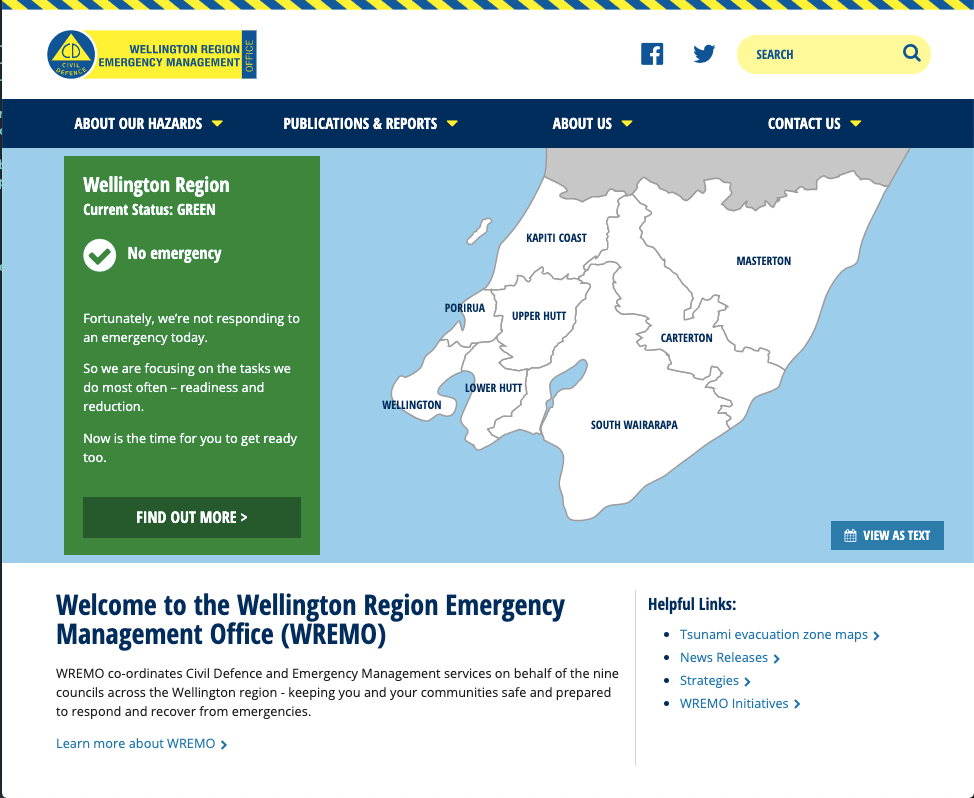 CD
CIVIL
DEFENCE
WELLINGTON REGION
EMERGENCY MANAGEMENT
OFFICE
SEARCH
ABOUT OUR HAZARDS
PUBLICATIONS & REPORTS
ABOUT US
CONTACT US
Wellington Region
Current Status: GREEN
No emergency
Fortunately, we’re not responding to
an emergency today.
So we are focusing on the tasks we
do most often – readiness and
reduction.
Now is the time for you to get ready
too.
FIND OUT MORE >
KAPITI COAST
MASTERTON
PORIRUA
UPPER HUTT
CARTERTON
LOWER HUTT
WELLINGTON
SOUTH WAIRARAPA
VIEW AS TEXT
Welcome to the Wellington Region Emergency
Management Office (WREMO)
WREMO co-ordinates Civil Defence and Emergency Management services on behalf of the nine
councils across the Wellington region - keeping you and your communities safe and prepared
to respond and recover from emergencies.
Learn more about WREMO
Helpful Links:
Tsunami evacuation zone maps
News Releases
Strategies
WREMO Initiatives